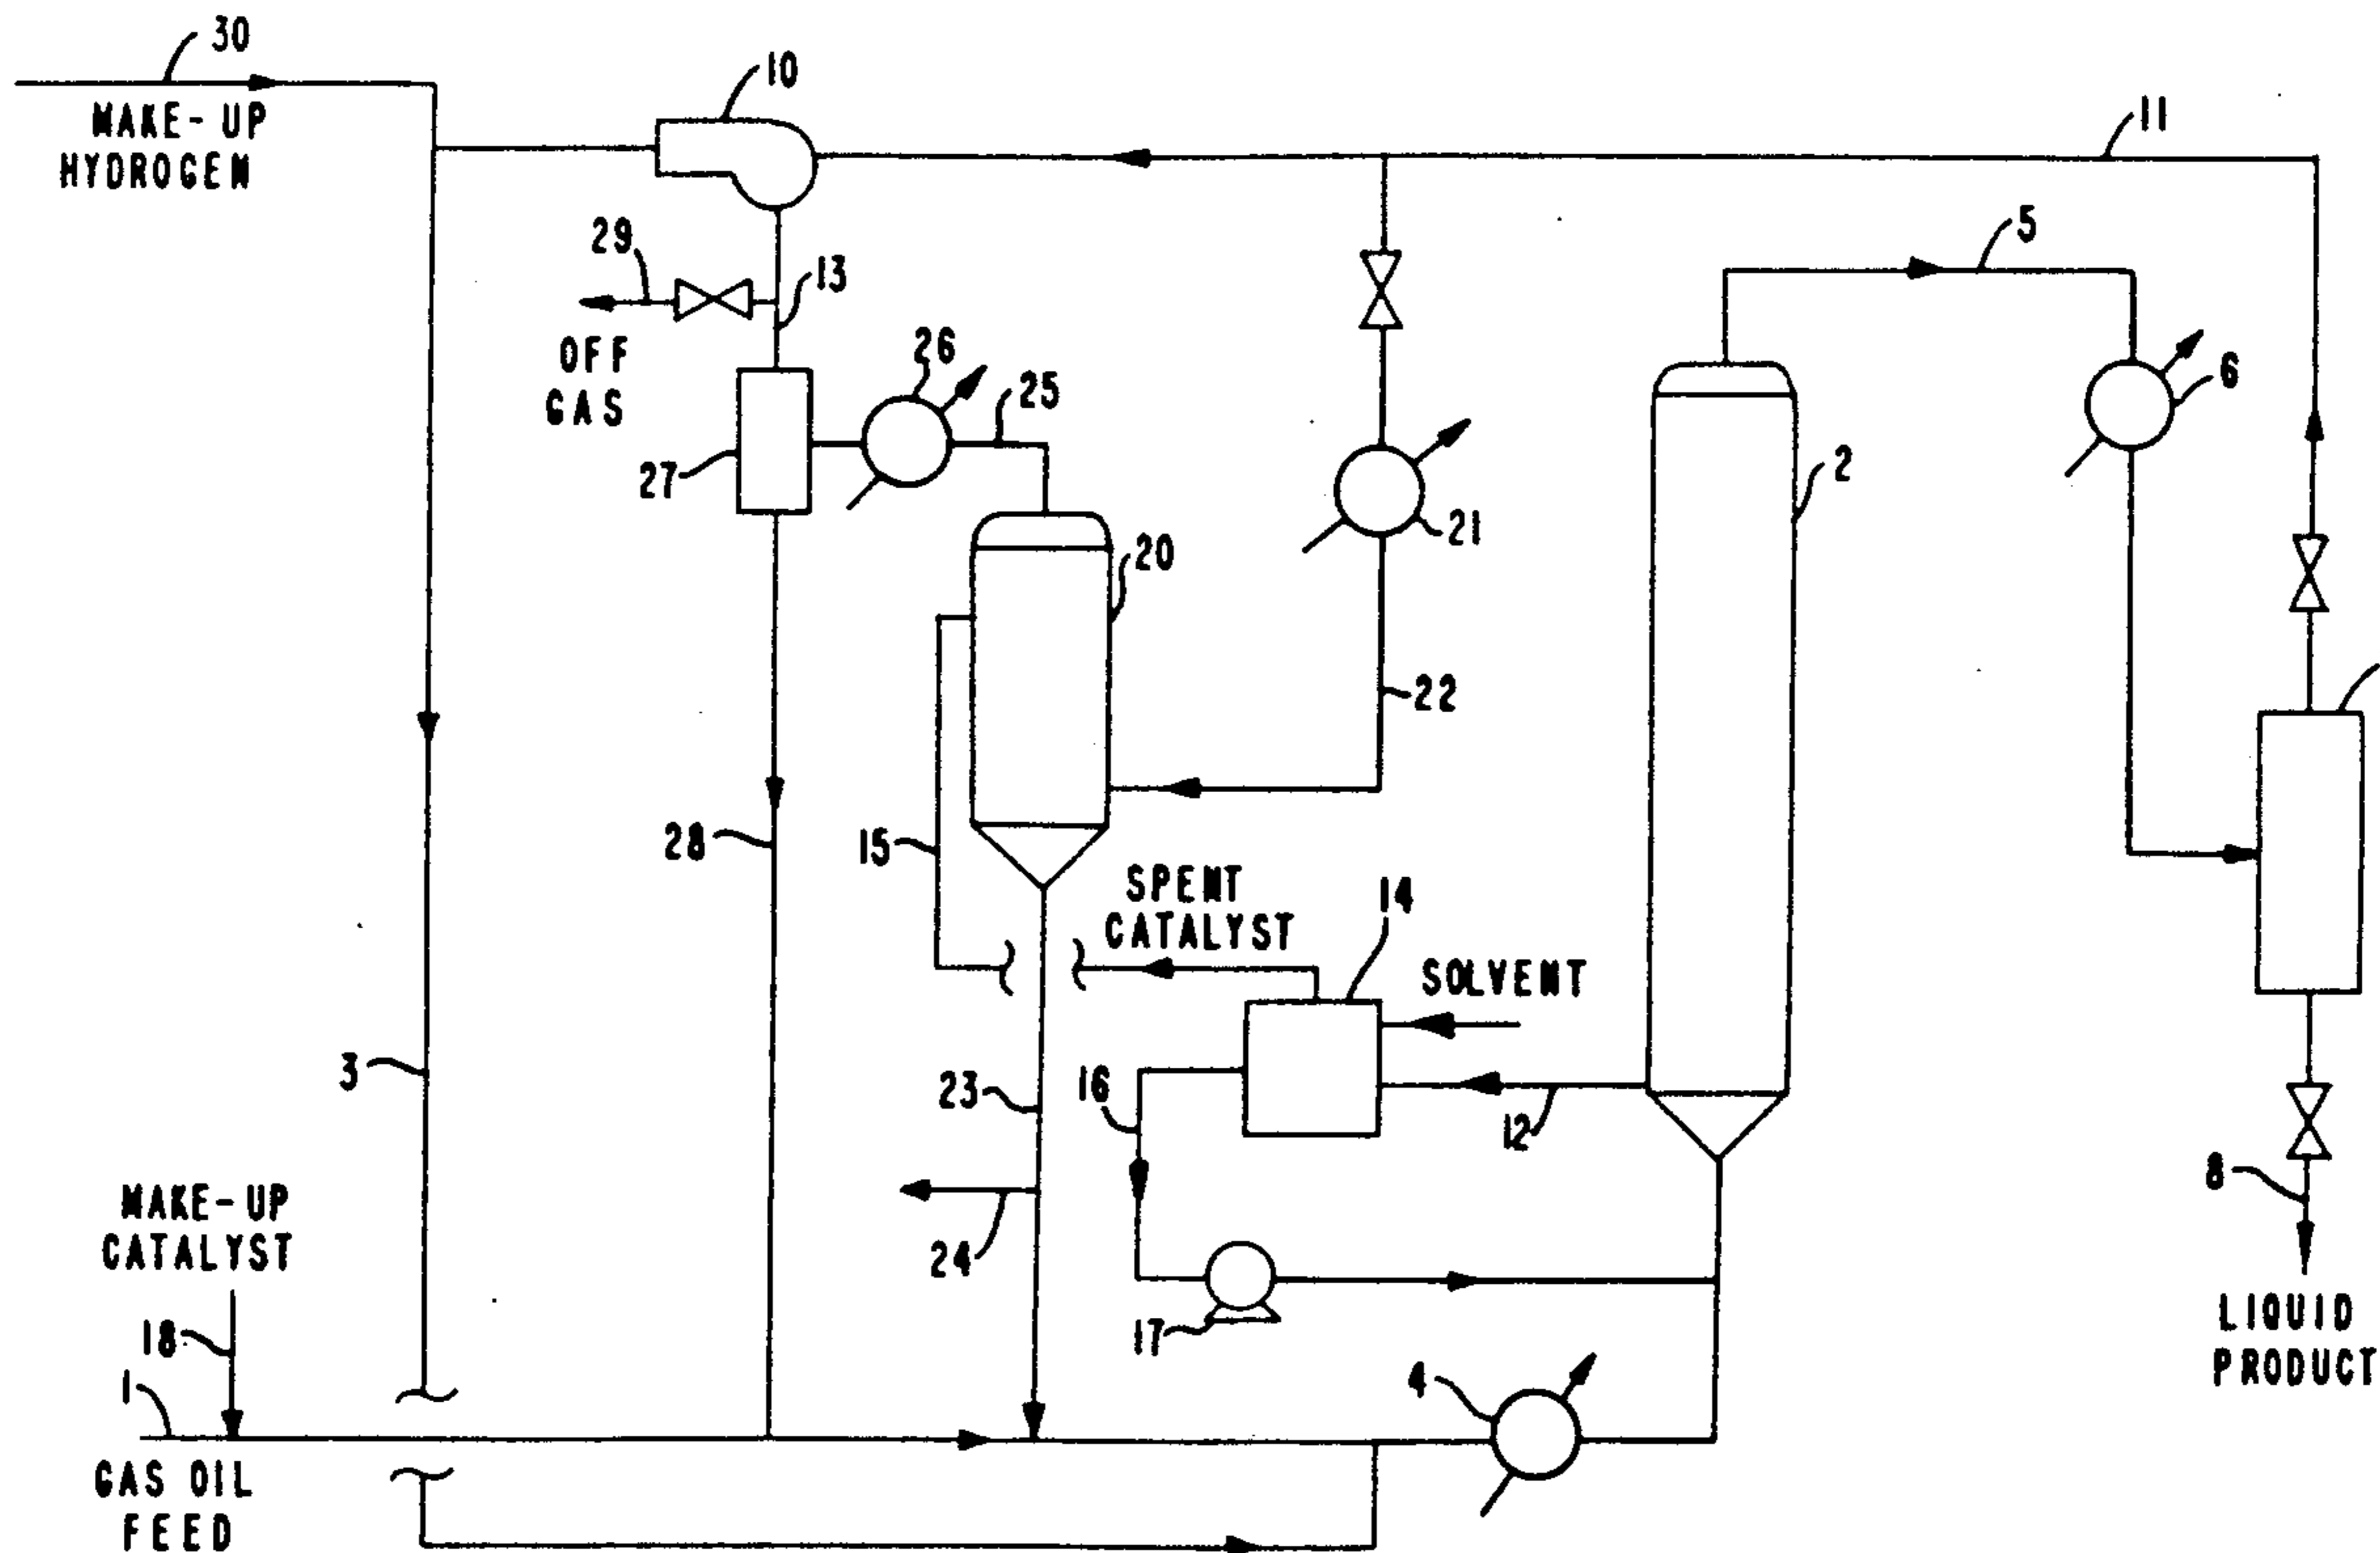 30
MAKE-UP
HYDROGEN
10
11
29
13
5
OFF
GAS
26
25
6
27
2
21
20
22
28
15
SPENT
CATALYST
14
SOLVENT
3
23
16
12
MAKE-UP
CATALYST
8
24
18
17
LIQUID
PRODUCT
1
4
GAS OIL
FEED